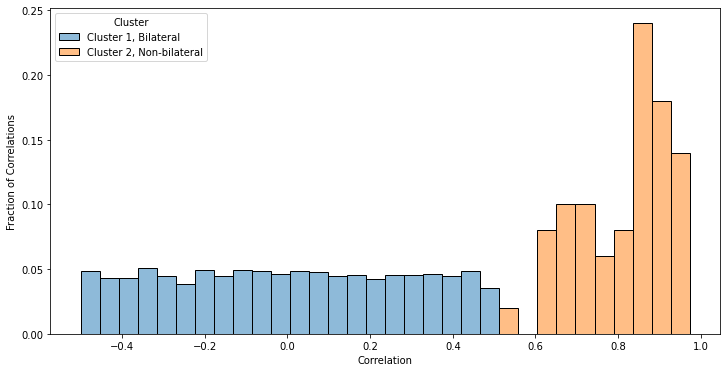 Cluster
Cluster 1, Bilateral
Cluster 2, Non-bilateral
Fraction of Correlations
0.25
0.20
0.15
0.10
0.05
0.00
−0.4
−0.2
0.0
0.2
0.4
0.6
0.8
1.0
Correlation